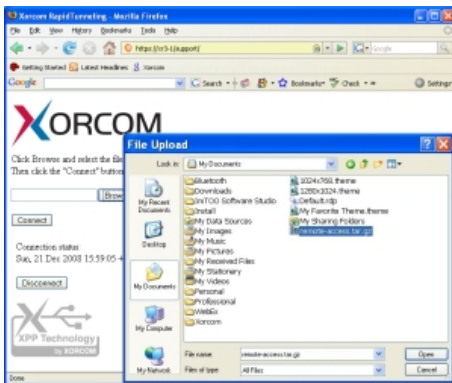 Xorcom RapidTunneling - Mozilla Firefox
File Edit View History Bookmarks Tools Help
Google
Getting Started Latest Headlines Xorcom
Google Search Bookmarks Check Settings
XORCOM
Click Browse and select the file
Then click the "Connect" button
Brow
Connect
Connection status:
Sun, 21 Dec 2008 15:59:05 +
Disconnect
XPP Technology
by XORCOM
Done
File Upload
Look in: My Documents
My Recent Documents
Desktop
My Documents
My Computer
My Network
Bluetooth
Downloads
ImTOO Software Studio
Install
My Data Sources
My Images
My Music
My Pictures
My Received Files
My Stationery
My Videos
Personal
Professional
WebEx
Xorcom
1024x768.theme
1280x1024.theme
Default.rdp
My Favorite Theme.theme
My Sharing Folders
remote-access.tar.gz
File name: remote-access.tar.gz Open
Files of type: All Files Cancel